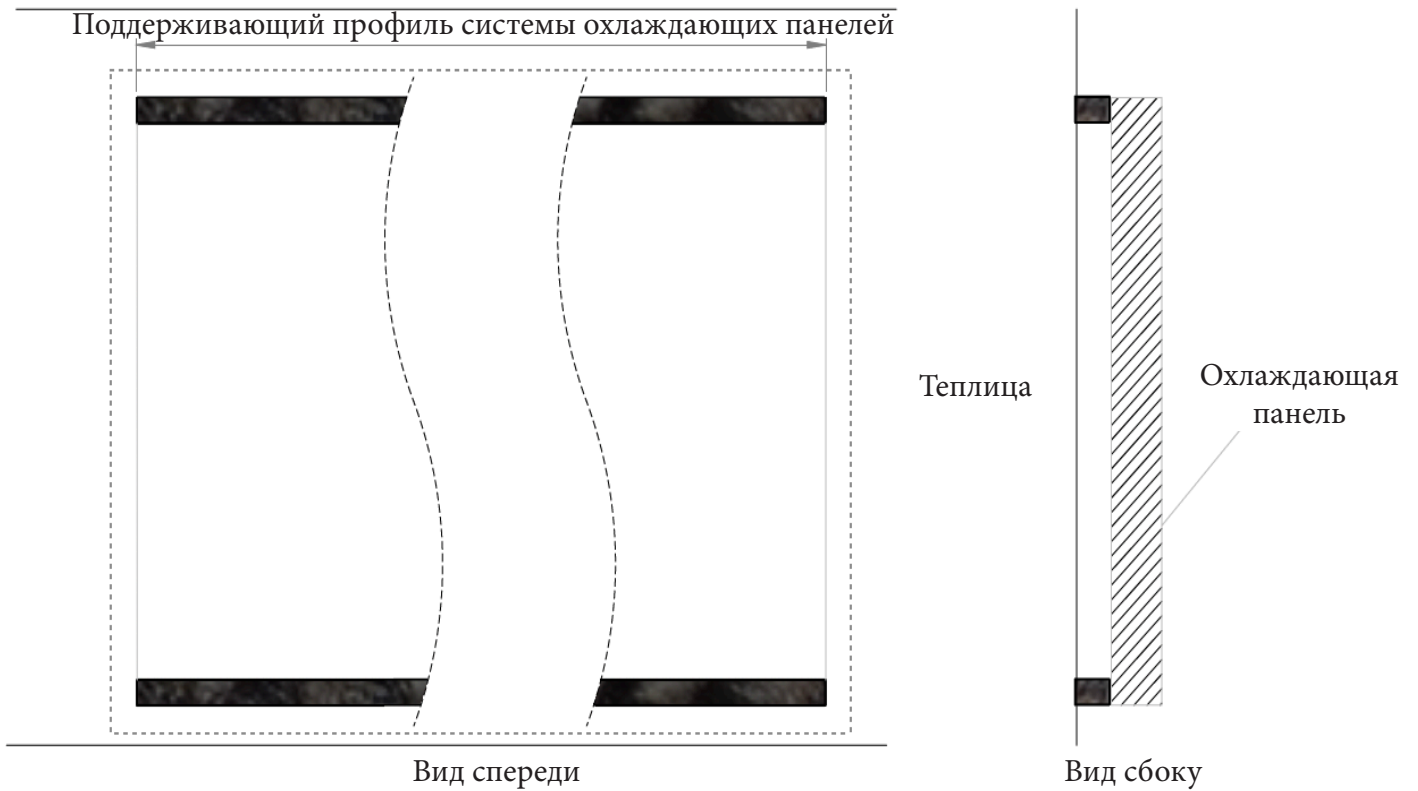 Поддерживающий профиль системы охлаждающих панелей
Теплица
Охлаждающая
панель
Вид спереди
Вид сбоку